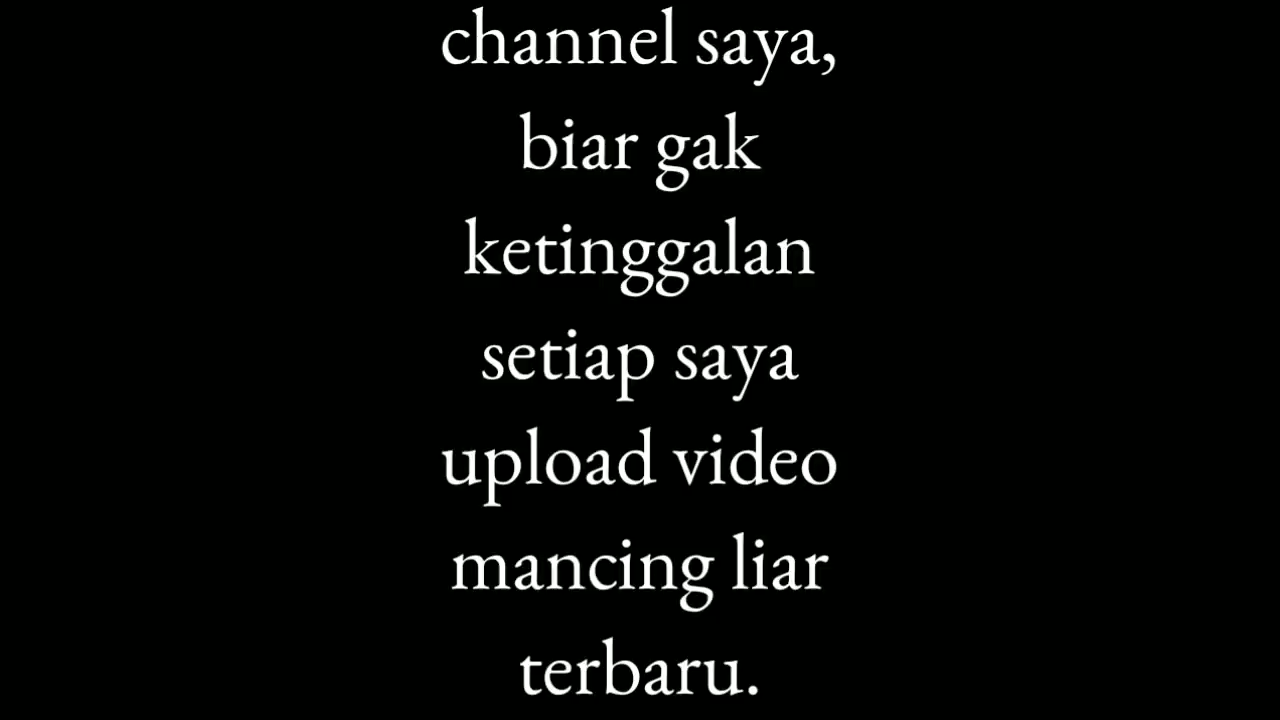 channel saya,
biar gak
ketinggalan
setiap saya
upload video
mancing liar
terbaru.